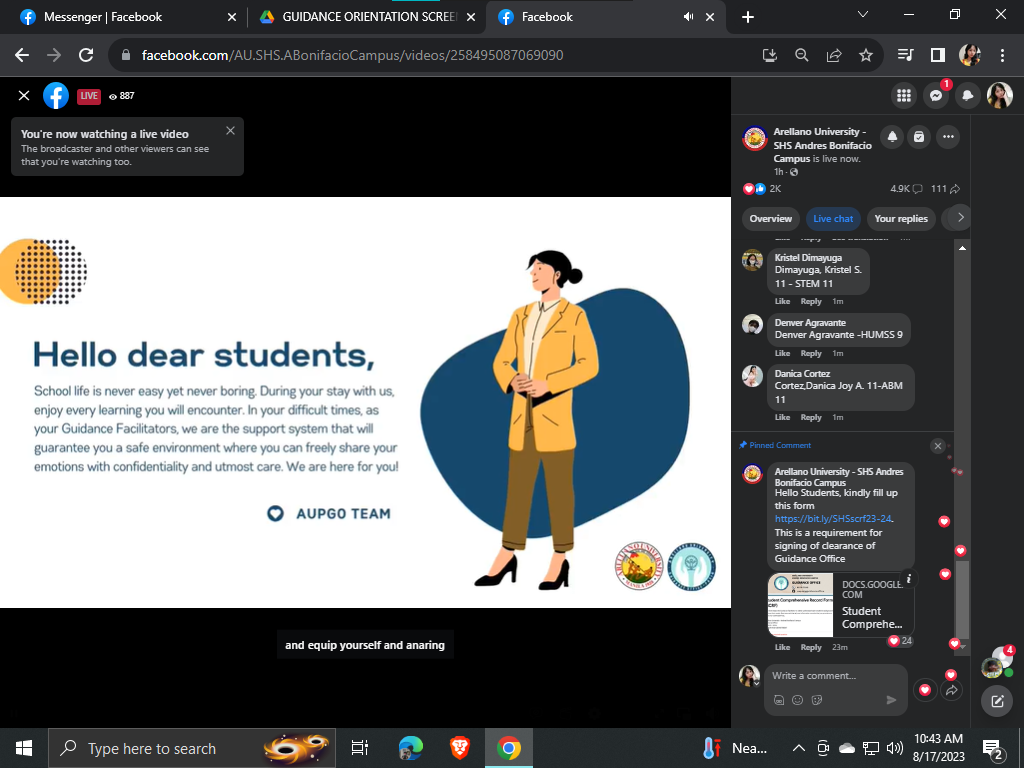 Messenger | Facebook
GUIDANCE ORIENTATION SCREE
Facebook
facebook.com/AU.SHS.ABonifacioCampus/videos/258495087069090
LIVE
887
1
You're now watching a live video
The broadcaster and other viewers can see
that you're watching too.
Arellano University -
SHS Andres Bonifacio
Campus is live now.
1h
2K
4.9K
111
Overview
Live chat
Your replies
Kristel Dimayuga
Dimayuga, Kristel S.
11 - STEM 11
Like Reply 1m
Denver Agravante
Denver Agravante -HUMSS 9
Like Reply 1m
Danica Cortez
Cortez,Danica Joy A. 11-ABM
11
Like Reply 1m
Pinned Comment
Arellano University - SHS Andres
Bonifacio Campus
Hello Students, kindly fill up
this form
https://bit.ly/SHSscrf23-24.
This is a requirement for
signing of clearance of
Guidance Office
DOCS.GOOGLE.
COM
Student
Comprehe...
24
Like Reply 23m
Write a comment...
4
Hello dear students,
School life is never easy yet never boring. During your stay with us,
enjoy every learning you will encounter. In your difficult times, as
your Guidance Facilitators, we are the support system that will
guarantee you a safe environment where you can freely share your
emotions with confidentiality and utmost care. We are here for you!
AUPGO TEAM
and equip yourself and anaring
Type here to search
Nea...
10:43 AM
8/17/2023
2